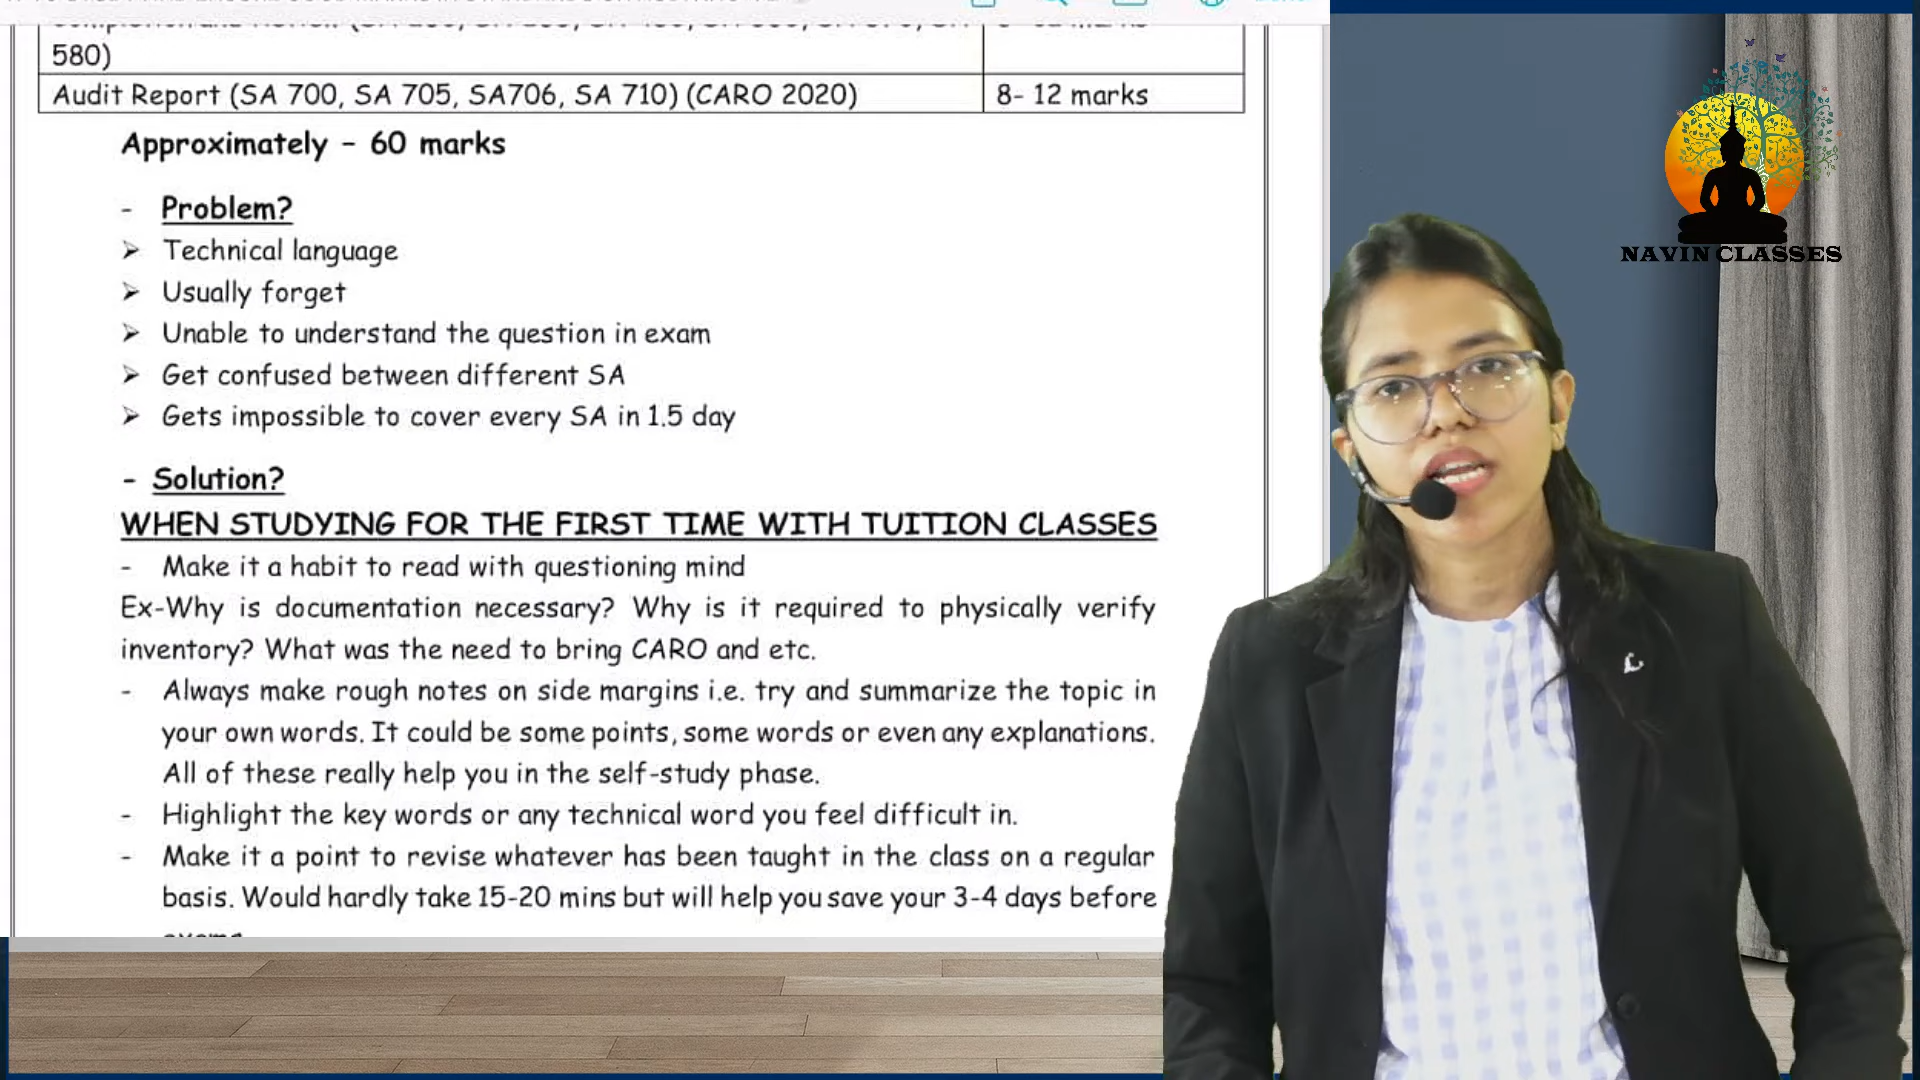 580)
Audit Report (SA 700, SA 705, SA706, SA 710) (CARO 2020)
8- 12 marks
Approximately – 60 marks
- Problem?
➢ Technical language
➢ Usually forget
➢ Unable to understand the question in exam
➢ Get confused between different SA
➢ Gets impossible to cover every SA in 1.5 day
- Solution?
WHEN STUDYING FOR THE FIRST TIME WITH TUITION CLASSES
- Make it a habit to read with questioning mind
Ex-Why is documentation necessary? Why is it required to physically verify
inventory? What was the need to bring CARO and etc.
- Always make rough notes on side margins i.e. try and summarize the topic in
your own words. It could be some points, some words or even any explanations.
All of these really help you in the self-study phase.
- Highlight the key words or any technical word you feel difficult in.
- Make it a point to revise whatever has been taught in the class on a regular
basis. Would hardly take 15-20 mins but will help you save your 3-4 days before
NAVIN CLASSES